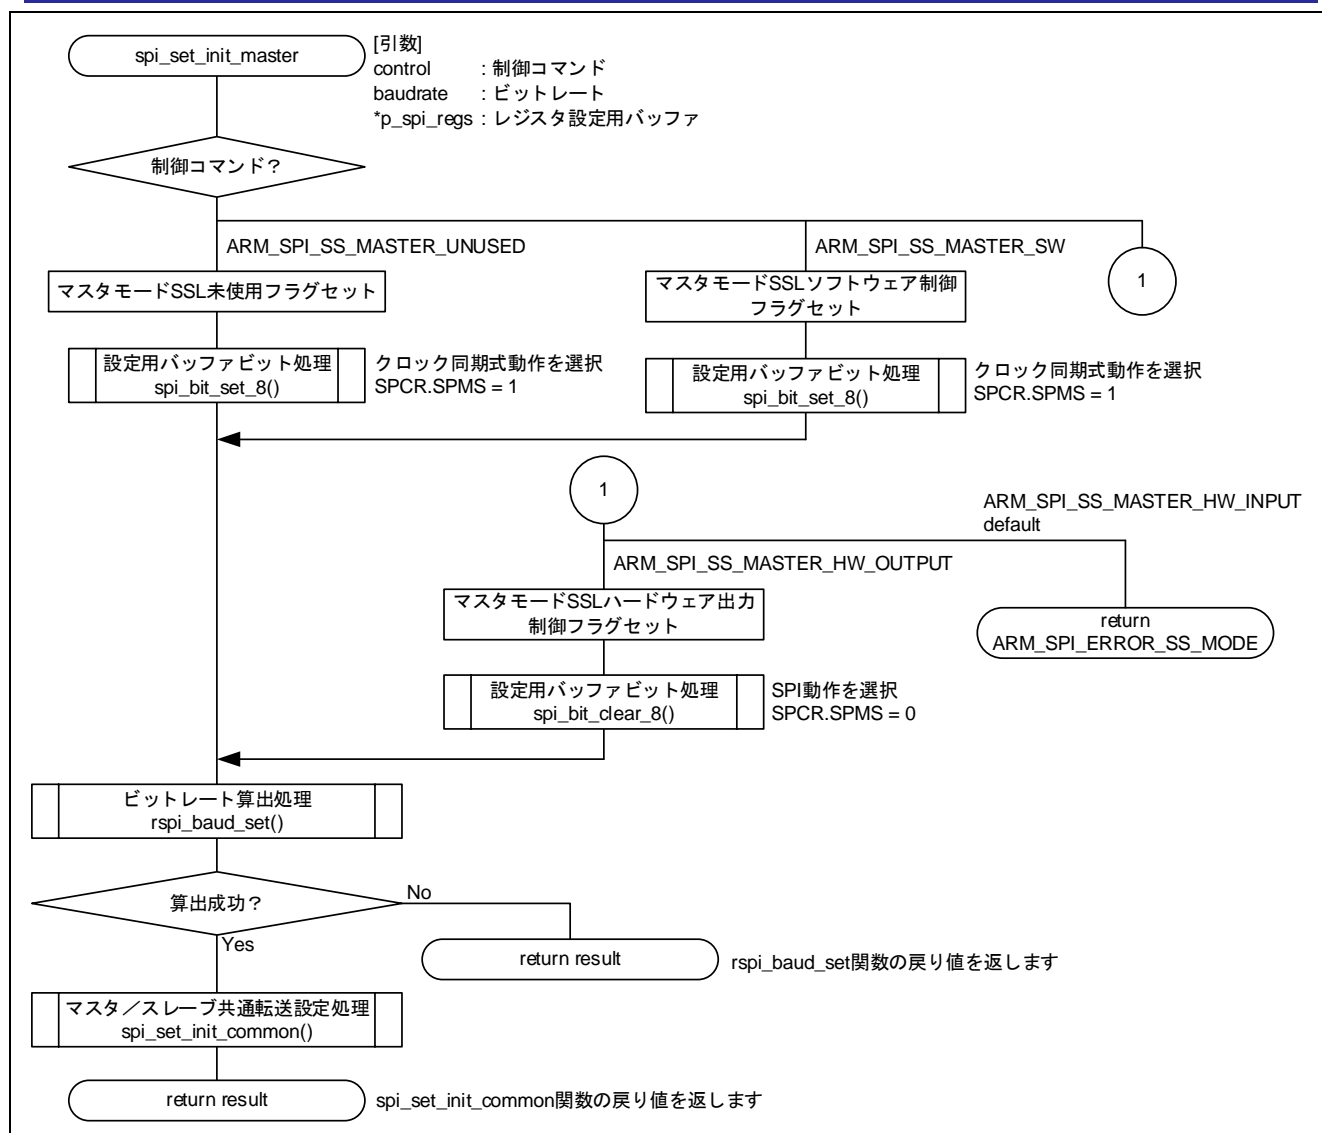 spi_set_init_master
[引数]
control : 制御コマンド
baudrate : ビットレート
*p_spi_regs : レジスタ設定用バッファ
制御コマンド？
ARM_SPI_SS_MASTER_UNUSED
ARM_SPI_SS_MASTER_SW
1
マスタモードSSL未使用フラグセット
マスタモードSSLソフトウェア制御
フラグセット
設定用バッファビット処理
spi_bit_set_8()
クロック同期式動作を選択
SPCR.SPMS = 1
設定用バッファビット処理
spi_bit_set_8()
クロック同期式動作を選択
SPCR.SPMS = 1
1
ARM_SPI_SS_MASTER_HW_INPUT
default
ARM_SPI_SS_MASTER_HW_OUTPUT
マスタモードSSLハードウェア出力
制御フラグセット
return
ARM_SPI_ERROR_SS_MODE
設定用バッファビット処理
spi_bit_clear_8()
SPI動作を選択
SPCR.SPMS = 0
ビットレート算出処理
rspi_baud_set()
算出成功？
No
Yes
return result
rspi_baud_set関数の戻り値を返します
マスタ／スレーブ共通転送設定処理
spi_set_init_common()
return result
spi_set_init_common関数の戻り値を返します